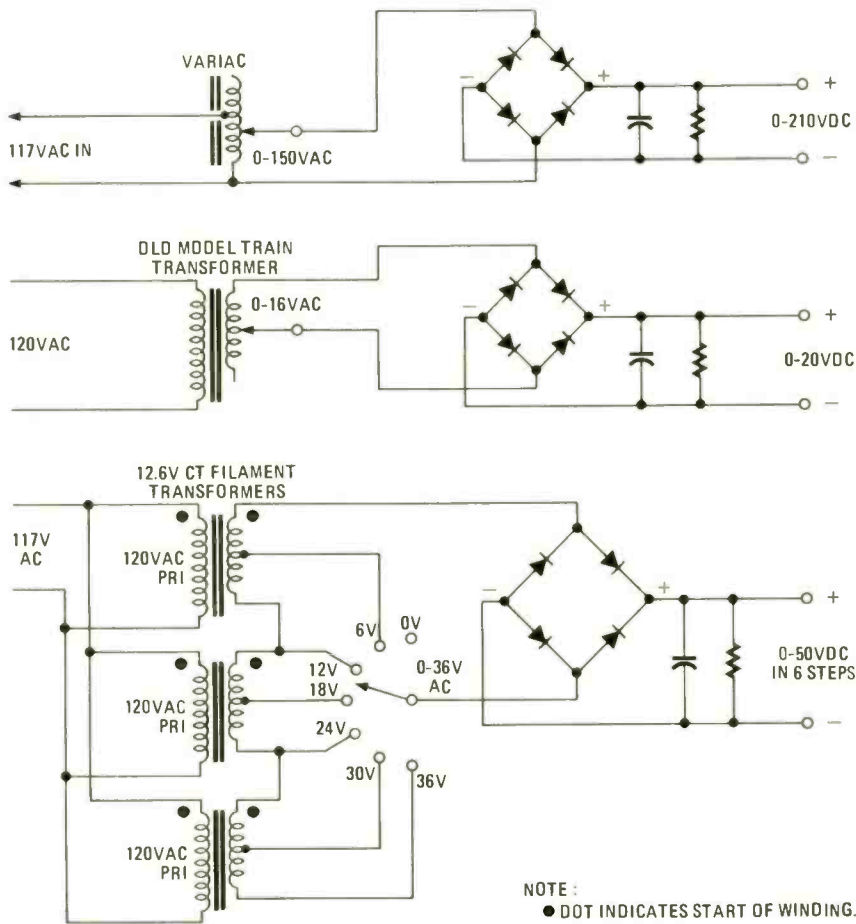 VARIAC
117VAC IN
0-150VAC
− +
+
0-210VDC
−
OLD MODEL TRAIN
TRANSFORMER
0-16VAC
120VAC
− +
+
0-20VDC
−
12.6V CT FILAMENT
TRANSFORMERS
117V
AC
120VAC
PRI
120VAC
PRI
120VAC
PRI
6V
0V
12V
18V
24V
30V
36V
0-36V
AC
− +
+
0-50VDC
IN 6 STEPS
−
NOTE :
● DOT INDICATES START OF WINDING.